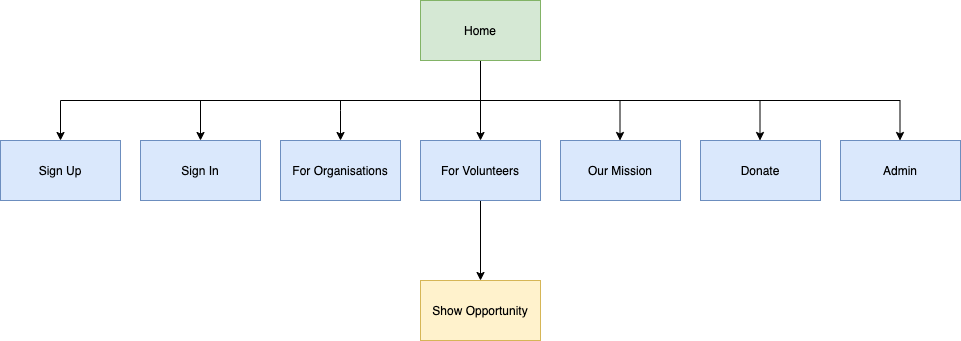 Home
Sign Up
Sign In
For Organisations
For Volunteers
Our Mission
Donate
Admin
Show Opportunity